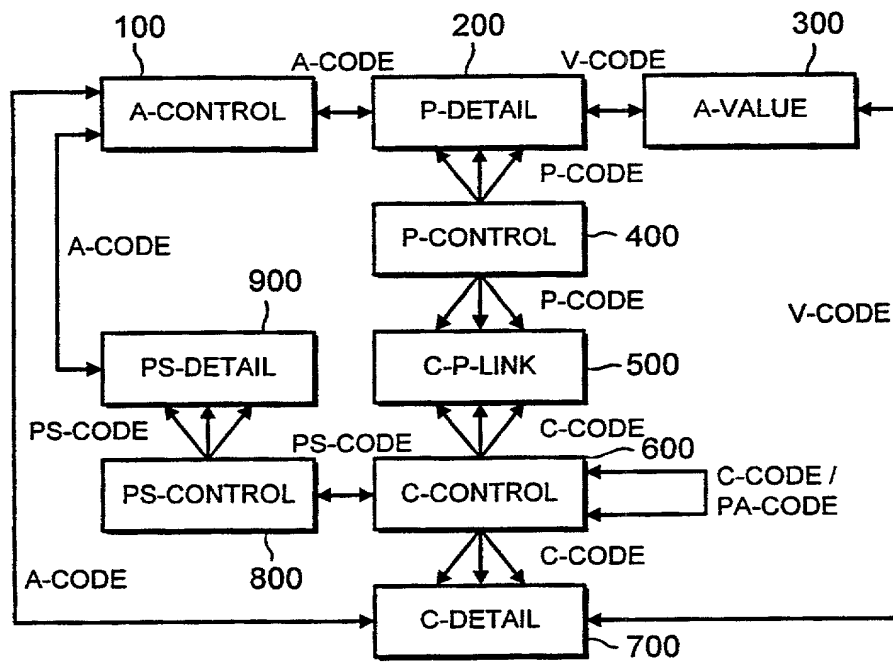 100
200
300
A-CODE
V-CODE
A-CONTROL
P-DETAIL
A-VALUE
P-CODE
P-CONTROL
400
A-CODE
P-CODE
900
V-CODE
PS-DETAIL
C-P-LINK
500
PS-CODE
PS-CODE
C-CODE
600
PS-CONTROL
C-CONTROL
C-CODE /
PA-CODE
800
C-CODE
A-CODE
C-DETAIL
700